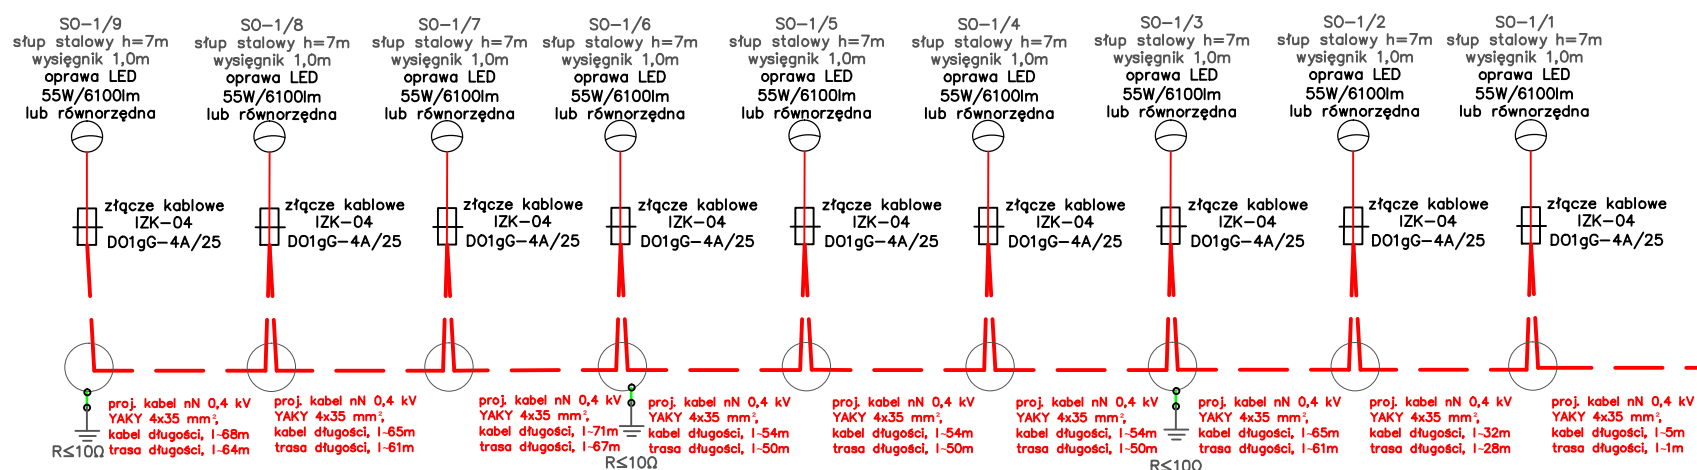 SO-1/9
słup stalowy h=7m
wysięgnik 1,0m
oprawa LED
55W/6100lm
lub równorzędna
SO-1/8
słup stalowy h=7m
wysięgnik 1,0m
oprawa LED
55W/6100lm
lub równorzędna
SO-1/7
słup stalowy h=7m
wysięgnik 1,0m
oprawa LED
55W/6100lm
lub równorzędna
SO-1/6
słup stalowy h=7m
wysięgnik 1,0m
oprawa LED
55W/6100lm
lub równorzędna
SO-1/5
słup stalowy h=7m
wysięgnik 1,0m
oprawa LED
55W/6100lm
lub równorzędna
SO-1/4
słup stalowy h=7m
wysięgnik 1,0m
oprawa LED
55W/6100lm
lub równorzędna
SO-1/3
słup stalowy h=7m
wysięgnik 1,0m
oprawa LED
55W/6100lm
lub równorzędna
SO-1/2
słup stalowy h=7m
wysięgnik 1,0m
oprawa LED
55W/6100lm
lub równorzędna
SO-1/1
słup stalowy h=7m
wysięgnik 1,0m
oprawa LED
55W/6100lm
lub równorzędna
złącze kablowe
IZK-04
D01gG-4A/25
złącze kablowe
IZK-04
D01gG-4A/25
złącze kablowe
IZK-04
D01gG-4A/25
złącze kablowe
IZK-04
D01gG-4A/25
złącze kablowe
IZK-04
D01gG-4A/25
złącze kablowe
IZK-04
D01gG-4A/25
złącze kablowe
IZK-04
D01gG-4A/25
złącze kablowe
IZK-04
D01gG-4A/25
złącze kablowe
IZK-04
D01gG-4A/25
proj. kabel nN 0,4 kV
YAKY 4x35 mm²,
kabel długości, l~68m
trasa długości, l~64m
R≤10Ω
proj. kabel nN 0,4 kV
YAKY 4x35 mm²,
kabel długości, l~65m
trasa długości, l~61m
proj. kabel nN 0,4 kV
YAKY 4x35 mm²,
kabel długości, l~71m
trasa długości, l~67m
R≤10Ω
proj. kabel nN 0,4 kV
YAKY 4x35 mm²,
kabel długości, l~54m
trasa długości, l~50m
proj. kabel nN 0,4 kV
YAKY 4x35 mm²,
kabel długości, l~54m
trasa długości, l~50m
proj. kabel nN 0,4 kV
YAKY 4x35 mm²,
kabel długości, l~54m
trasa długości, l~50m
R≤10Ω
proj. kabel nN 0,4 kV
YAKY 4x35 mm²,
kabel długości, l~65m
trasa długości, l~61m
proj. kabel nN 0,4 kV
YAKY 4x35 mm²,
kabel długości, l~32m
trasa długości, l~28m
proj. kabel nN 0,4 kV
YAKY 4x35 mm²,
kabel długości, l~5m
trasa długości, l~1m